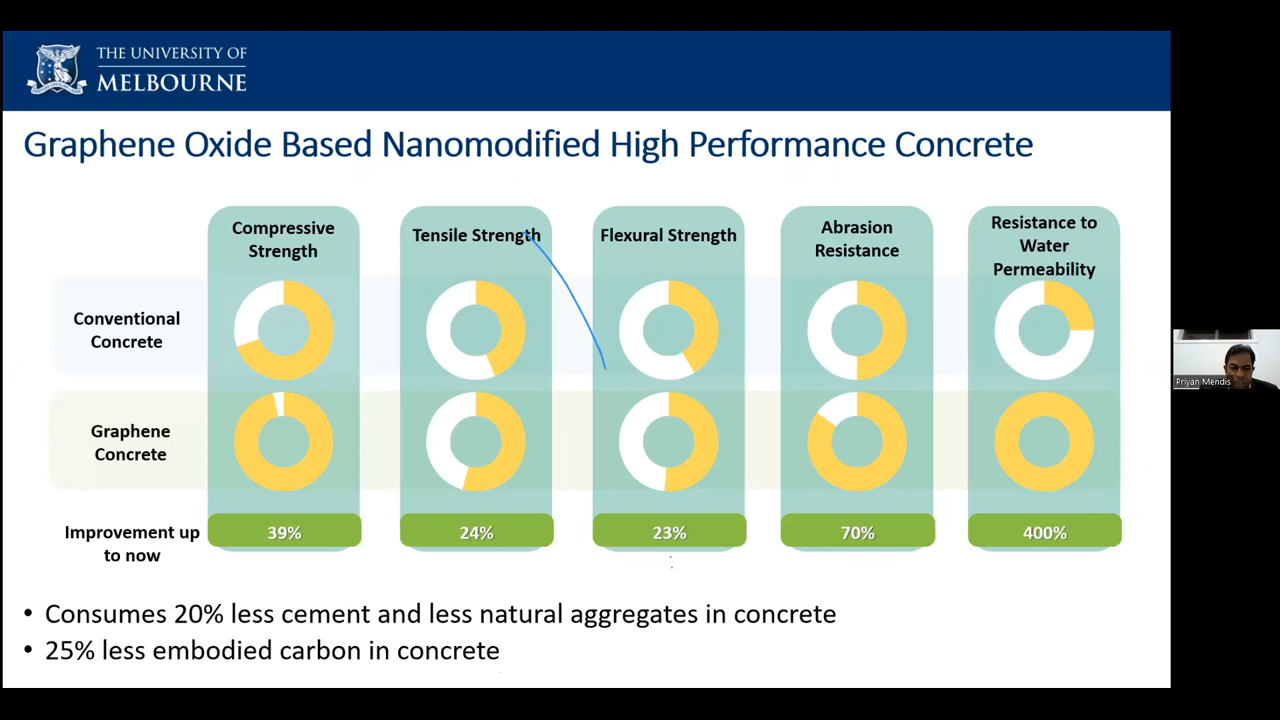 THE UNIVERSITY OF
MELBOURNE
Graphene Oxide Based Nanomodified High Performance Concrete
Compressive
Strength
Tensile Strength
Flexural Strength
Abrasion
Resistance
Resistance to
Water
Permeability
Conventional
Concrete
Graphene
Concrete
Improvement up
to now
39%
24%
23%
70%
400%
• Consumes 20% less cement and less natural aggregates in concrete
• 25% less embodied carbon in concrete
Priyan Mendis